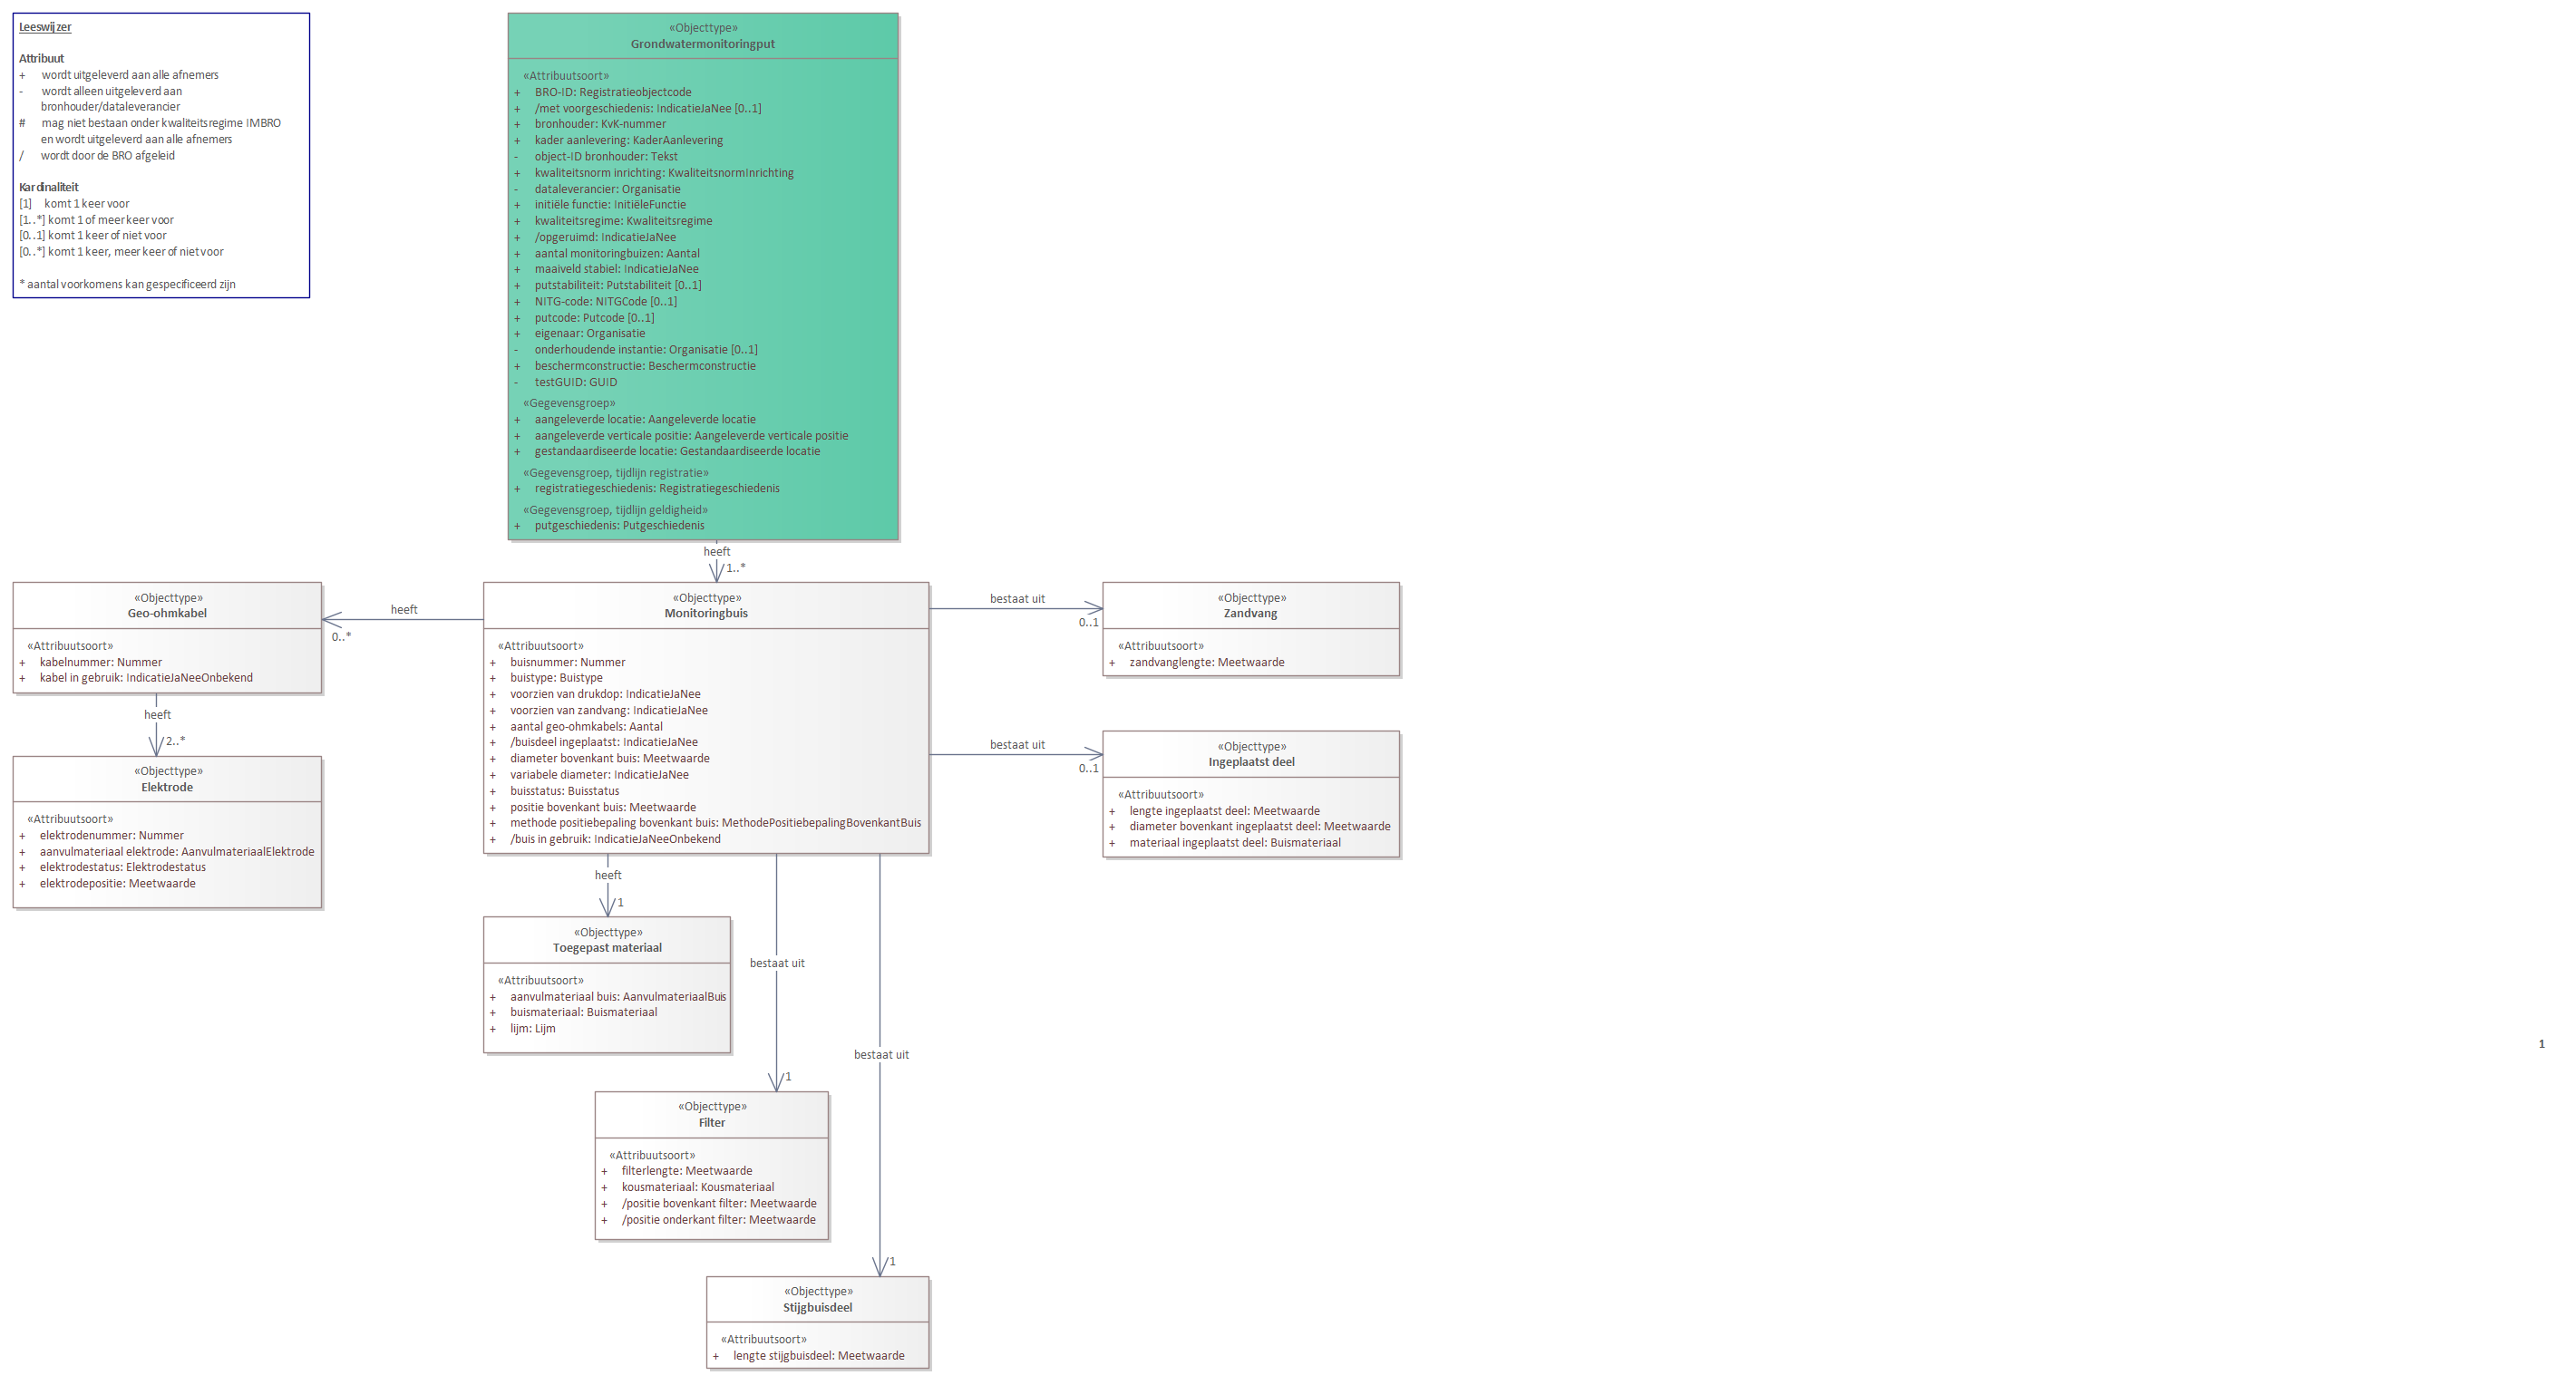 Leeswijzer
Attribuut
+ wordt uitgeleverd aan alle afnemers
- wordt alleen uitgeleverd aan
bronhouder/dataleverancier
# mag niet bestaan onder kwaliteitsregime IMBRO
en wordt uitgeleverd aan alle afnemers
/ wordt door de BRO afgeleid
Kardinaliteit
[1] komt 1 keer voor
[1..*] komt 1 of meer keer voor
[0..1] komt 1 keer of niet voor
[0..*] komt 1 keer, meer keer of niet voor
* aantal voorkomens kan gespecificeerd zijn
«Objecttype»
Grondwatermonitoringput
«Attribuutsoort»
+ BRO-ID: Registratieobjectcode
+ /met voorgeschiedenis: IndicatieJaNee [0..1]
+ bronhouder: KvK-nummer
+ kader aanlevering: KaderAanlevering
- object-ID bronhouder: Tekst
+ kwaliteitsnorm inrichting: KwaliteitsnormInrichting
- dataleverancier: Organisatie
+ initiële functie: InitiëleFunctie
+ kwaliteitsregime: Kwaliteitsregime
+ /opgeruimd: IndicatieJaNee
+ aantal monitoringbuizen: Aantal
+ maaiveld stabiel: IndicatieJaNee
+ putstabiliteit: Putstabiliteit [0..1]
+ NITG-code: NITGCode [0..1]
+ putcode: Putcode [0..1]
+ eigenaar: Organisatie
- onderhoudende instantie: Organisatie [0..1]
+ beschermconstructie: Beschermconstructie
- testGUID: GUID
«Gegevensgroep»
+ aangeleverde locatie: Aangeleverde locatie
+ aangeleverde verticale positie: Aangeleverde verticale positie
+ gestandaardiseerde locatie: Gestandaardiseerde locatie
«Gegevensgroep, tijdlijn registratie»
+ registratiegeschiedenis: Registratiegeschiedenis
«Gegevensgroep, tijdlijn geldigheid»
+ putgeschiedenis: Putgeschiedenis
heeft
1..*
«Objecttype»
Geo-ohmkabel
«Attribuutsoort»
+ kabelnummer: Nummer
+ kabel in gebruik: IndicatieJaNeeOnbekend
heeft
0..*
«Objecttype»
Monitoringbuis
«Attribuutsoort»
+ buisnummer: Nummer
+ buistype: Buistype
+ voorzien van drukdop: IndicatieJaNee
+ voorzien van zandvang: IndicatieJaNee
+ aantal geo-ohmkabels: Aantal
+ /buisdeel ingeplaatst: IndicatieJaNee
+ diameter bovenkant buis: Meetwaarde
+ variabele diameter: IndicatieJaNee
+ buisstatus: Buisstatus
+ positie bovenkant buis: Meetwaarde
+ methode positiebepaling bovenkant buis: MethodePositiebepalingBovenkantBuis
+ /buis in gebruik: IndicatieJaNeeOnbekend
bestaat uit
0..1
«Objecttype»
Zandvang
«Attribuutsoort»
+ zandvanglengte: Meetwaarde
bestaat uit
0..1
«Objecttype»
Ingeplaatst deel
«Attribuutsoort»
+ lengte ingeplaatst deel: Meetwaarde
+ diameter bovenkant ingeplaatst deel: Meetwaarde
+ materiaal ingeplaatst deel: Buismateriaal
heeft
2..*
«Objecttype»
Elektrode
«Attribuutsoort»
+ elektrodenummer: Nummer
+ aanvulmateriaal elektrode: AanvulmateriaalElektrode
+ elektrodestatus: Elektrodestatus
+ elektrodepositie: Meetwaarde
heeft
1
«Objecttype»
Toegepast materiaal
«Attribuutsoort»
+ aanvulmateriaal buis: AanvulmateriaalBuis
+ buismateriaal: Buismateriaal
+ lijm: Lijm
bestaat uit
1
«Objecttype»
Filter
«Attribuutsoort»
+ filterlengte: Meetwaarde
+ kousmateriaal: Kousmateriaal
+ /positie bovenkant filter: Meetwaarde
+ /positie onderkant filter: Meetwaarde
bestaat uit
1
«Objecttype»
Stijgbuisdeel
«Attribuutsoort»
+ lengte stijgbuisdeel: Meetwaarde
1